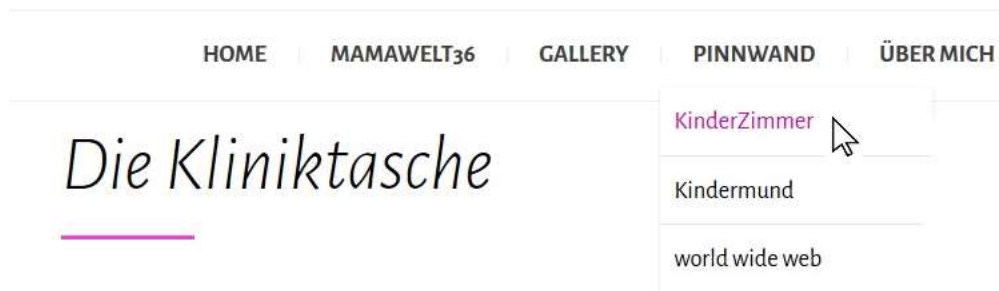 HOME MAMAWELT36 GALLERY PINNWAND ÜBER MICH
Die Kliniktasche
KinderZimmer
Kindermund
world wide web